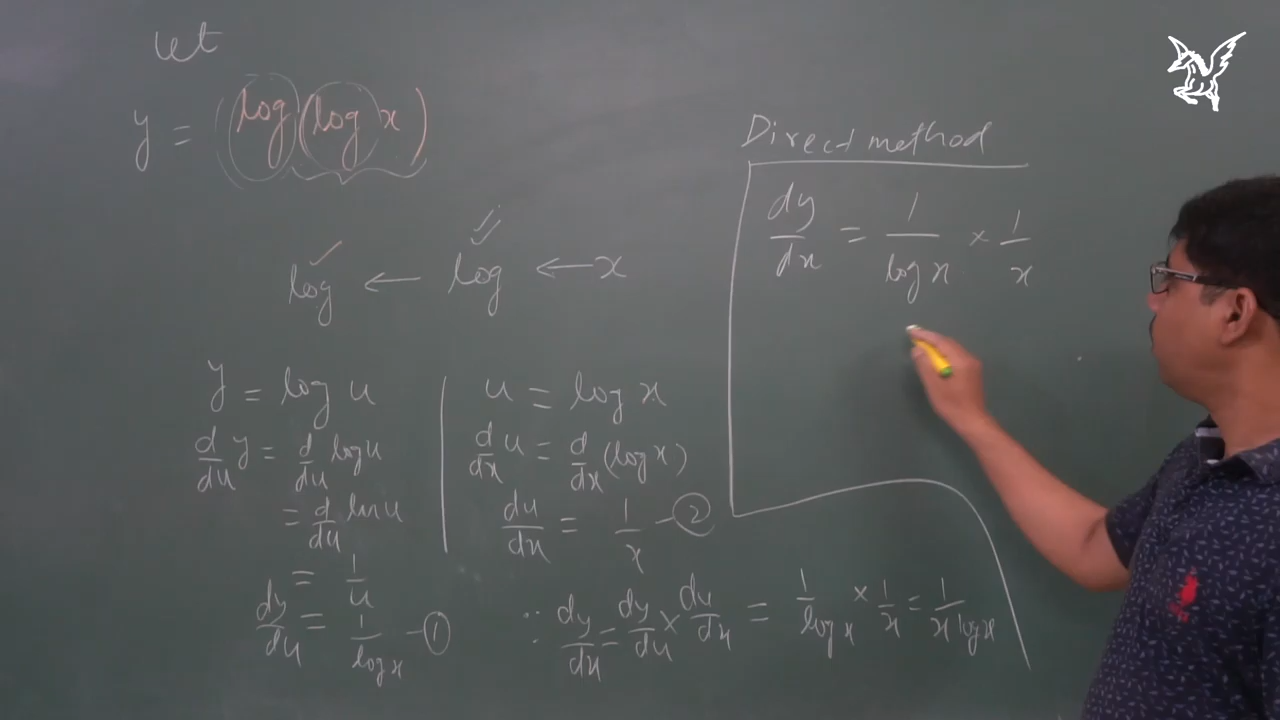 Let
y = (log(log x)
log ← log ← x
y = log u
d/du y = d/du log u
= d/du ln u
= 1/u
dy/du = 1/log x - ①
u = log x
d/dx u = d/dx (log x)
du/dx = 1/x - ②
∵ dy/dx = dy/du × du/dx = 1/log x × 1/x = 1/x log x
Direct method
dy/dx = 1/log x × 1/x